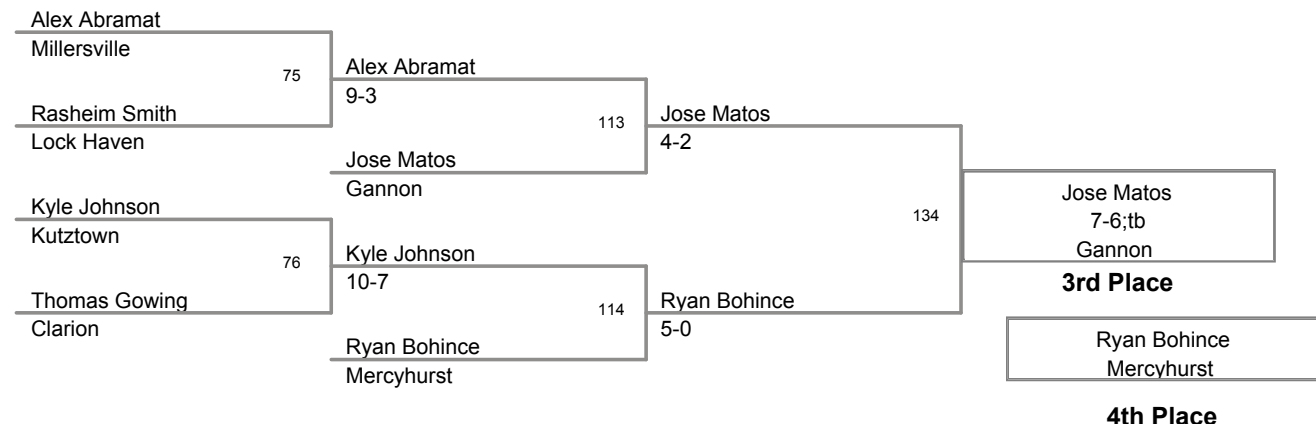 Alex Abramat
Millersville
75
Alex Abramat
9-3
Rasheim Smith
Lock Haven
113
Jose Matos
4-2
Jose Matos
Gannon
Kyle Johnson
Kutztown
134
Jose Matos
7-6;tb
Gannon
3rd Place
76
Kyle Johnson
10-7
Thomas Gowing
Clarion
114
Ryan Bohince
5-0
Ryan Bohince
Mercyhurst
Ryan Bohince
Mercyhurst
4th Place